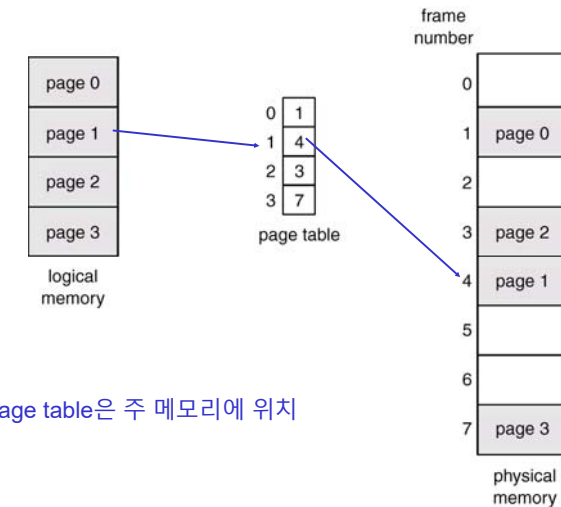 frame
number
page 0
page 1
page 2
page 3
logical
memory
0 1
1 4
2 3
3 7
page table
0
1 page 0
2
3 page 2
4 page 1
5
6
7 page 3
physical
memory
age table은 주 메모리에 위치